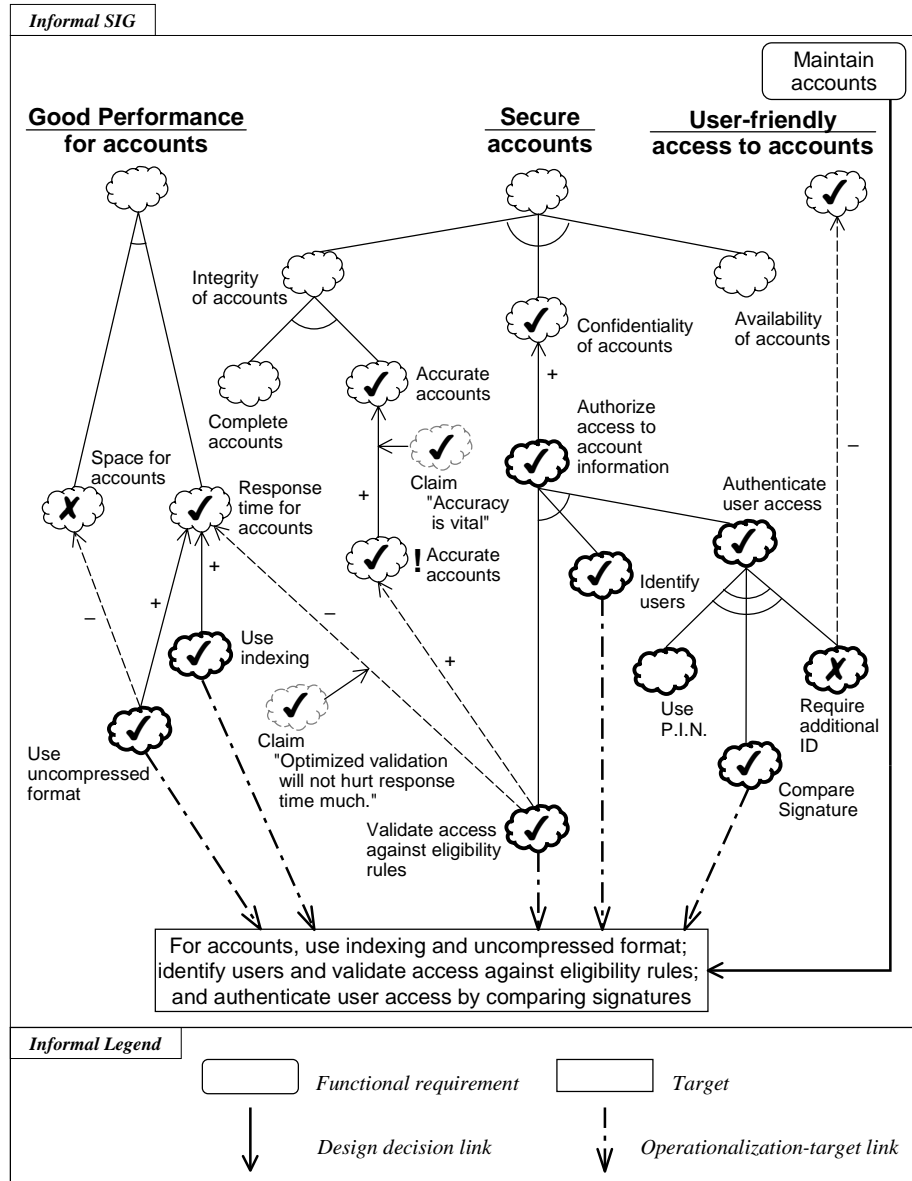 Informal SIG
Maintain
accounts
Good Performance
for accounts
Secure
accounts
User-friendly
access to accounts
Integrity
of accounts
Confidentiality
of accounts
Availability
of accounts
Complete
accounts
Accurate
accounts
+
Authorize
access to
account
information
–
Space for
accounts
Response
time for
accounts
Claim
"Accuracy
is vital"
+
Authenticate
user access
! Accurate
accounts
Identify
users
–
+
+
–
+
Use
indexing
Use
P.I.N.
Require
additional
ID
Use
uncompressed
format
Claim
"Optimized validation
will not hurt response
time much."
Compare
Signature
Validate access
against eligibility
rules
For accounts, use indexing and uncompressed format;
identify users and validate access against eligibility rules;
and authenticate user access by comparing signatures
Informal Legend
Functional requirement
Target
Design decision link
Operationalization-target link